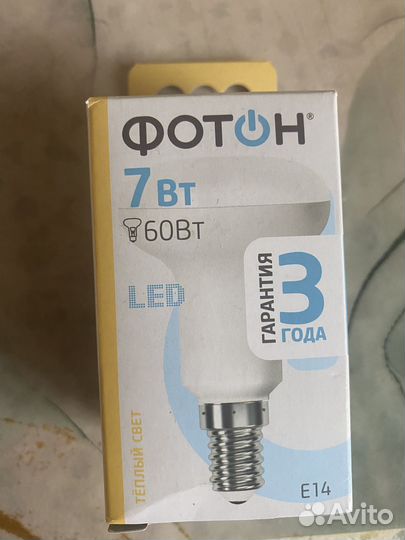 ФОТОН®
7 Вт
60Вт
LED
ГАРАНТИЯ
3
ГОДА
ТЁПЛЫЙ СВЕТ
E14
Avito